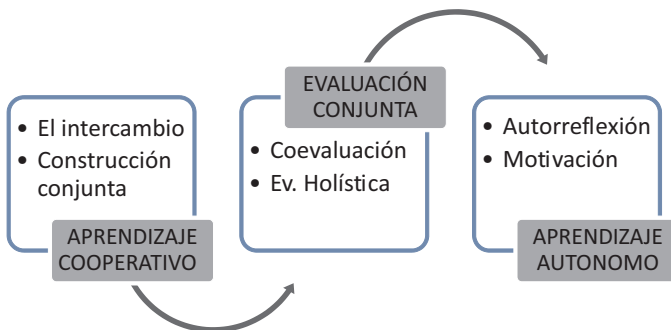 • El intercambio
• Construcción
conjunta
APRENDIZAJE
COOPERATIVO
EVALUACIÓN
CONJUNTA
• Coevaluación
• Ev. Holística
• Autorreflexión
• Motivación
APRENDIZAJE
AUTONOMO